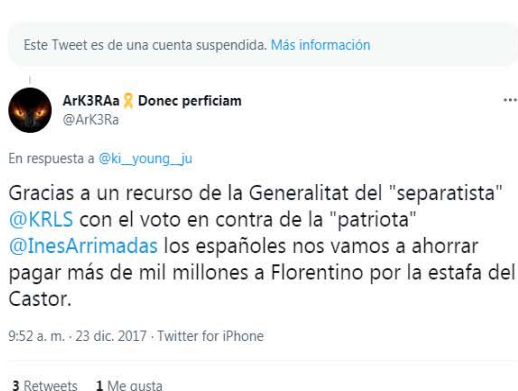 Este Tweet es de una cuenta suspendida. Más información
ArK3RAa🎗 Donec perficiam
@ArK3Ra
En respuesta a @ki__young__ju
Gracias a un recurso de la Generalitat del "separatista"
@KRLS con el voto en contra de la "patriota"
@InesArrimadas los españoles nos vamos a ahorrar
pagar más de mil millones a Florentino por la estafa del
Castor.
9:52 a. m. · 23 dic. 2017 · Twitter for iPhone
3 Retweets 1 Me gusta